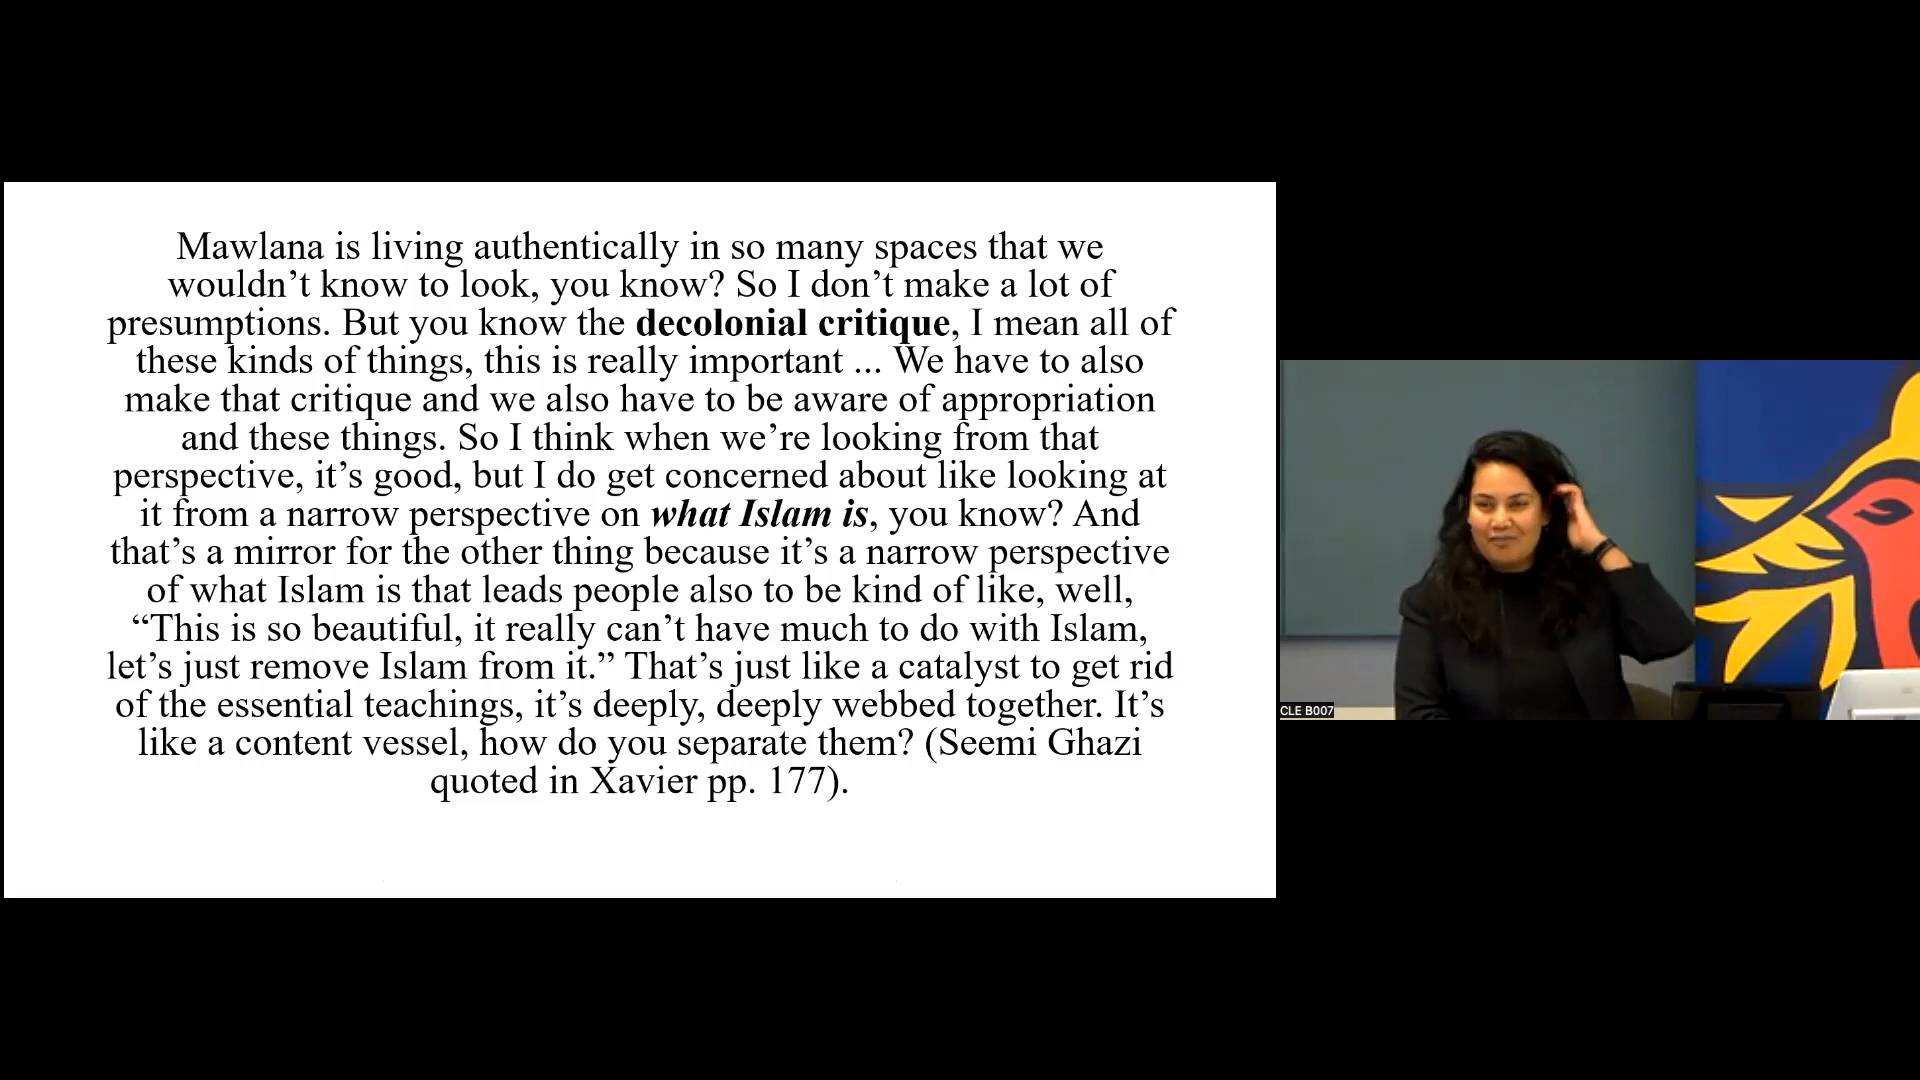 Mawlana is living authentically in so many spaces that we
wouldn’t know to look, you know? So I don’t make a lot of
presumptions. But you know the decolonial critique, I mean all of
these kinds of things, this is really important ... We have to also
make that critique and we also have to be aware of appropriation
and these things. So I think when we’re looking from that
perspective, it’s good, but I do get concerned about like looking at
it from a narrow perspective on what Islam is, you know? And
that’s a mirror for the other thing because it’s a narrow perspective
of what Islam is that leads people also to be kind of like, well,
“This is so beautiful, it really can’t have much to do with Islam,
let’s just remove Islam from it.” That’s just like a catalyst to get rid
of the essential teachings, it’s deeply, deeply webbed together. It’s
like a content vessel, how do you separate them? (Seemi Ghazi
quoted in Xavier pp. 177).
CLE B007